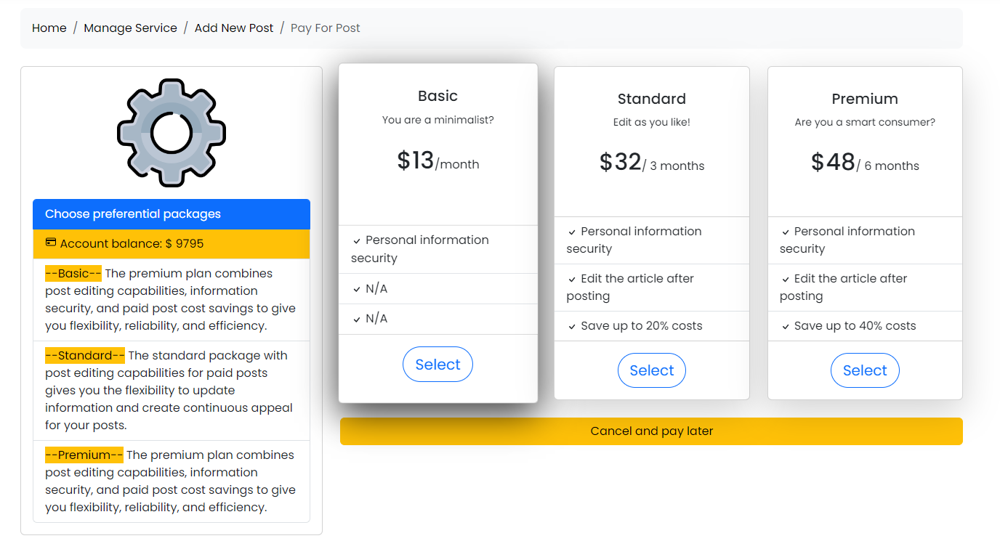 Home / Manage Service / Add New Post / Pay For Post
Choose preferential packages
Account balance: $ 9795
--Basic-- The premium plan combines
post editing capabilities, information
security, and paid post cost savings to give
you flexibility, reliability, and efficiency.
--Standard-- The standard package with
post editing capabilities for paid posts
gives you the flexibility to update
information and create continuous appeal
for your posts.
--Premium-- The premium plan combines
post editing capabilities, information
security, and paid post cost savings to give
you flexibility, reliability, and efficiency.
Basic
You are a minimalist?
$13/month
Personal information
security
N/A
N/A
Select
Standard
Edit as you like!
$32/ 3 months
Personal information
security
Edit the article after
posting
Save up to 20% costs
Select
Premium
Are you a smart consumer?
$48/ 6 months
Personal information
security
Edit the article after
posting
Save up to 40% costs
Select
Cancel and pay later